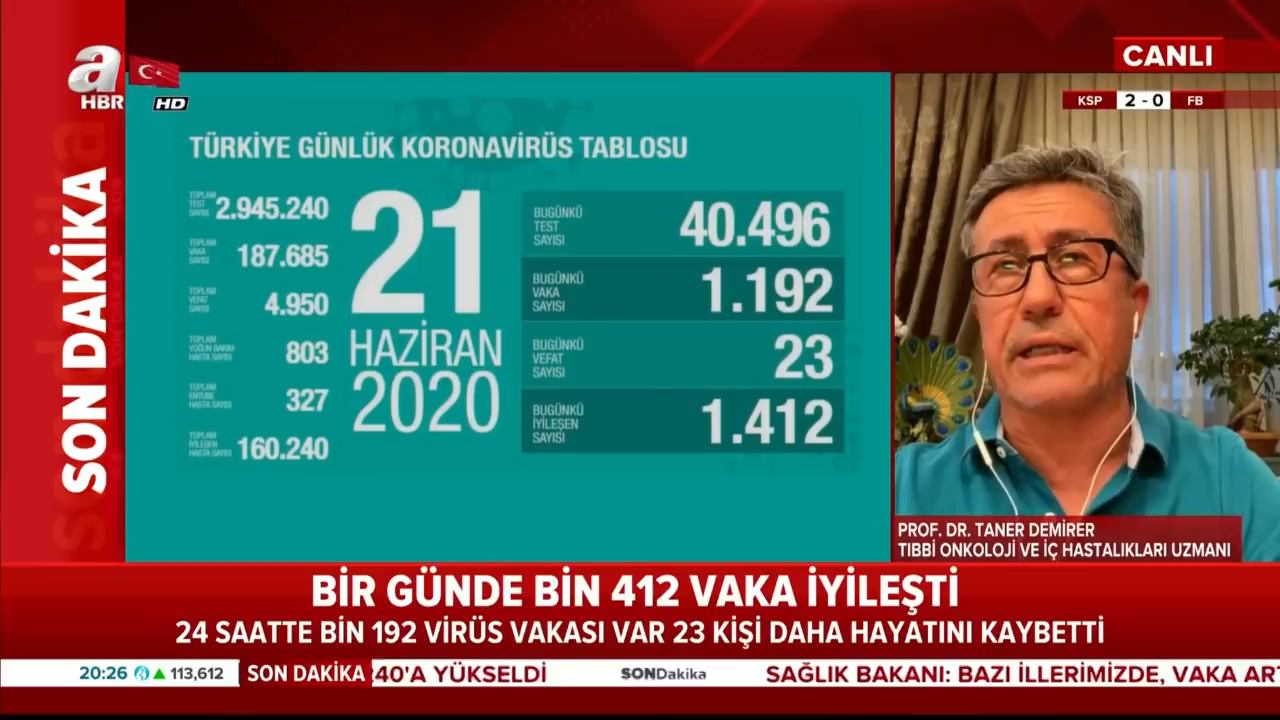 a
HBR
HD
CANLI
KSP 2-0 FB
SON DAKİKA
TÜRKİYE GÜNLÜK KORONAVİRÜS TABLOSU
TOPLAM
TEST
SAYISI
2.945.240
TOPLAM
VAKA
SAYISI
187.685
TOPLAM
VEFAT
SAYISI
4.950
TOPLAM
YOĞUN BAKIM
HASTA SAYISI
803
TOPLAM
ENTUBE
HASTA SAYISI
327
TOPLAM
İYİLEŞEN
HASTA SAYISI
160.240
21
HAZİRAN
2020
BUGÜNKÜ
TEST
SAYISI
40.496
BUGÜNKÜ
VAKA
SAYISI
1.192
BUGÜNKÜ
VEFAT
SAYISI
23
BUGÜNKÜ
İYİLEŞEN
SAYISI
1.412
PROF. DR. TANER DEMİRER
TIBBİ ONKOLOJİ VE İÇ HASTALIKLARI UZMANI
BİR GÜNDE BİN 412 VAKA İYİLEŞTİ
24 SAATTE BİN 192 VİRÜS VAKASI VAR 23 KİŞİ DAHA HAYATINI KAYBETTİ
20:26 113,612 SON DAKİKA 40'A YÜKSELDİ SONDakika SAĞLIK BAKANI: BAZI İLLERİMİZDE, VAKA ART